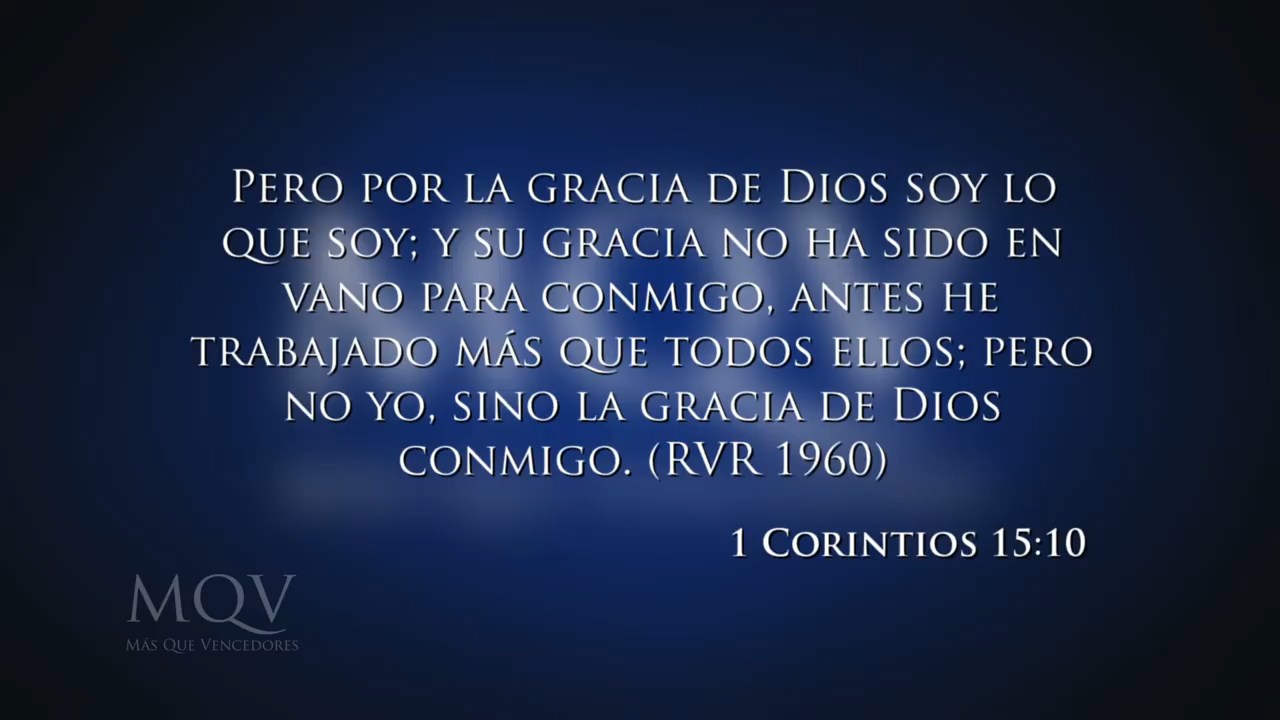 Pero por la gracia de Dios soy lo
que soy; y su gracia no ha sido en
vano para conmigo, antes he
trabajado más que todos ellos; pero
no yo, sino la gracia de Dios
conmigo. (RVR 1960)
1 Corintios 15:10
MQV
Más Que Vencedores